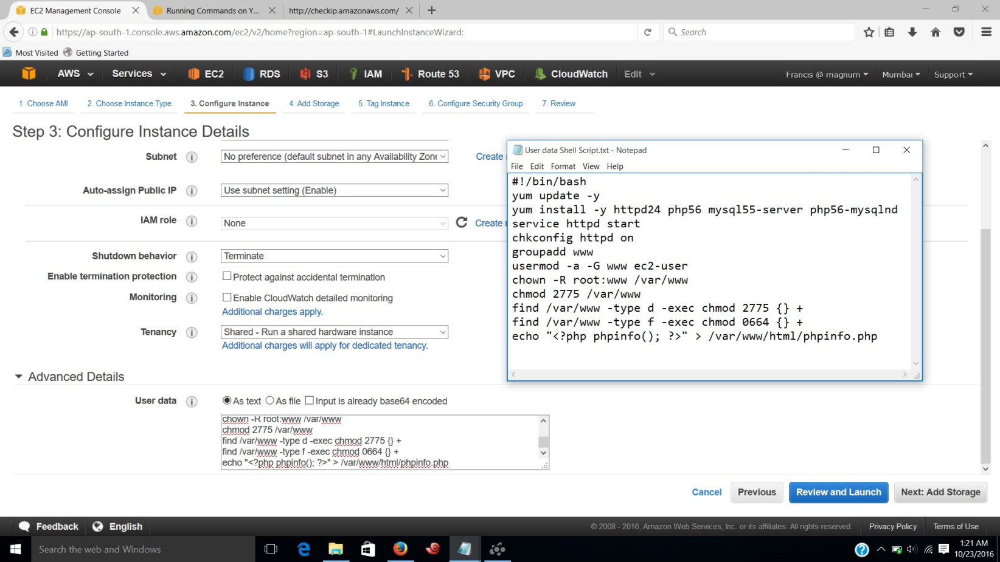 EC2 Management Console
Running Commands on Y...
http://checkip.amazonaws.com/
https://ap-south-1.console.aws.amazon.com/ec2/v2/home?region=ap-south-1#LaunchInstanceWizard:
Search
Most Visited
Getting Started
AWS
Services
EC2
RDS
S3
IAM
Route 53
VPC
CloudWatch
Edit
Francis @ magnum
Mumbai
Support
1. Choose AMI
2. Choose Instance Type
3. Configure Instance
4. Add Storage
5. Tag Instance
6. Configure Security Group
7. Review
Step 3: Configure Instance Details
Subnet
No preference (default subnet in any Availability Zone
Create
Auto-assign Public IP
Use subnet setting (Enable)
IAM role
None
Create
Shutdown behavior
Terminate
Enable termination protection
Protect against accidental termination
Monitoring
Enable CloudWatch detailed monitoring
Additional charges apply.
Tenancy
Shared - Run a shared hardware instance
Additional charges will apply for dedicated tenancy.
Advanced Details
User data
As text
As file
Input is already base64 encoded
chown -R root:www /var/www
chmod 2775 /var/www
find /var/www -type d -exec chmod 2775 {} +
find /var/www -type f -exec chmod 0664 {} +
echo "<?php phpinfo(); ?>" > /var/www/html/phpinfo.php
User data Shell Script.txt - Notepad
File Edit Format View Help
#!/bin/bash
yum update -y
yum install -y httpd24 php56 mysql55-server php56-mysqlnd
service httpd start
chkconfig httpd on
groupadd www
usermod -a -G www ec2-user
chown -R root:www /var/www
chmod 2775 /var/www
find /var/www -type d -exec chmod 2775 {} +
find /var/www -type f -exec chmod 0664 {} +
echo "<?php phpinfo(); ?>" > /var/www/html/phpinfo.php
Cancel
Previous
Review and Launch
Next: Add Storage
Feedback
English
© 2008 - 2016, Amazon Web Services, Inc. or its affiliates. All rights reserved.
Privacy Policy
Terms of Use
Search the web and Windows
1:21 AM
10/23/2016